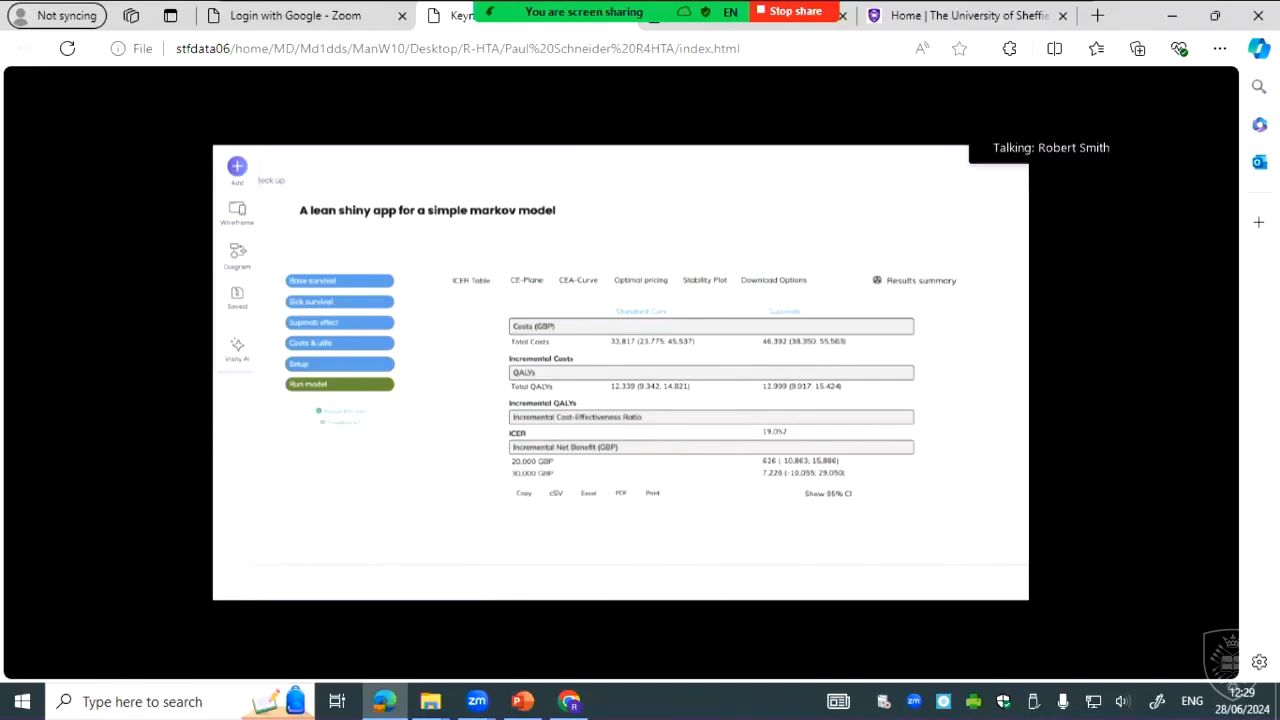 Not syncing
Login with Google - Zoom
You are screen sharing
EN
Stop share
Home | The University of Sheffie
File
stfdata06/home/MD/Md1dds/ManW10/Desktop/R-HTA/Paul%20Schneider%20R4HTA/index.html
Talking: Robert Smith
Add
Wireframe
Diagram
Saved
Visily AI
A lean shiny app for a simple markov model
Base survival
Sick survival
Supimab effect
Costs & utils
Setup
Run model
ICER Table
CE-Plane
CEA-Curve
Optimal pricing
Stability Plot
Download Options
Results summary
Standard Care
Supimab
Costs (GBP)
Total Costs 33,817 (23,775; 45,537) 46,392 (38,350; 55,563)
Incremental Costs
QALYs
Total QALYs 12.339 (9.342; 14.821) 12.999 (9.917; 15.424)
Incremental QALYs
Incremental Cost-Effectiveness Ratio
ICER 19,052
Incremental Net Benefit (GBP)
20,000 GBP 626 (-10,863; 15,886)
30,000 GBP 7,226 (-10,055; 29,050)
Copy CSV Excel PDF Print
Show 95% CI
Type here to search
ENG
12:29
28/06/2024